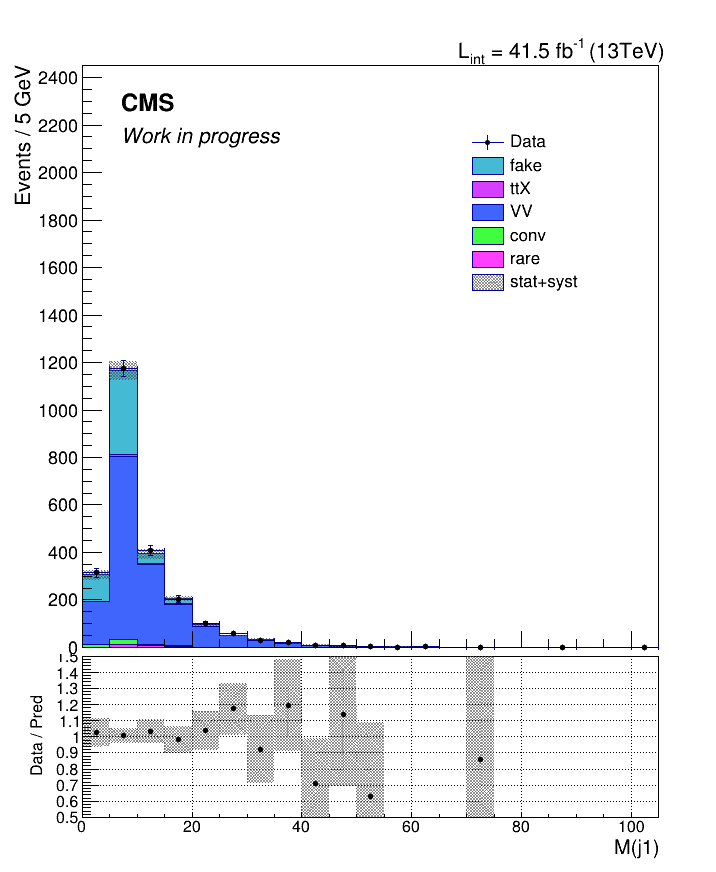 L_int = 41.5 fb^-1 (13TeV)
Events / 5 GeV
CMS
Work in progress
Data
fake
ttX
VV
conv
rare
stat+syst
2400
2200
2000
1800
1600
1400
1200
1000
800
600
400
200
0
Data / Pred
1.5
1.4
1.3
1.2
1.1
1
0.9
0.8
0.7
0.6
0.5
0 20 40 60 80 100
M(j1)